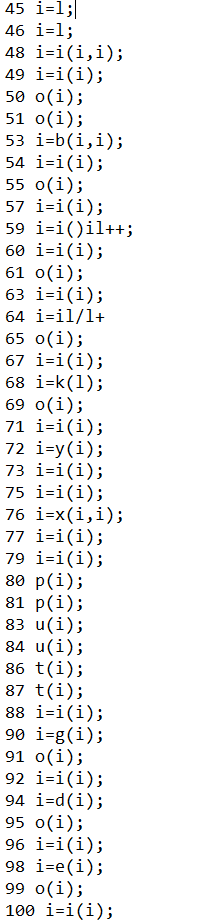 45 i=l;
46 i=l;
48 i=i(i,i);
49 i=i(i);
50 o(i);
51 o(i);
53 i=b(i,i);
54 i=i(i);
55 o(i);
57 i=i(i);
59 i=i()il++;
60 i=i(i);
61 o(i);
63 i=i(i);
64 i=il/l+
65 o(i);
67 i=i(i);
68 i=k(l);
69 o(i);
71 i=i(i);
72 i=y(i);
73 i=i(i);
75 i=i(i);
76 i=x(i,i);
77 i=i(i);
79 i=i(i);
80 p(i);
81 p(i);
83 u(i);
84 u(i);
86 t(i);
87 t(i);
88 i=i(i);
90 i=g(i);
91 o(i);
92 i=i(i);
94 i=d(i);
95 o(i);
96 i=i(i);
98 i=e(i);
99 o(i);
100 i=i(i);